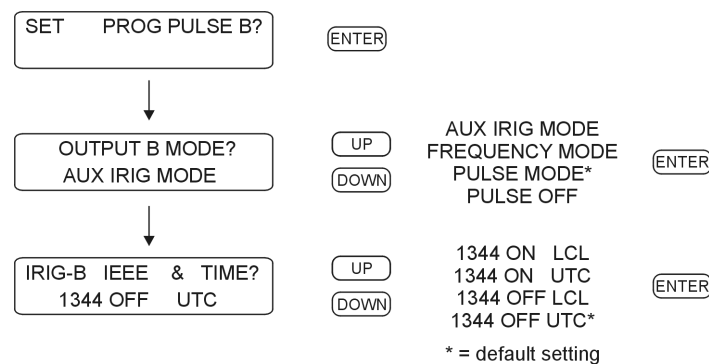 SET PROG PULSE B?
ENTER
OUTPUT B MODE?
AUX IRIG MODE
UP
DOWN
AUX IRIG MODE
FREQUENCY MODE
PULSE MODE*
PULSE OFF
ENTER
IRIG-B IEEE & TIME?
1344 OFF UTC
UP
DOWN
1344 ON LCL
1344 ON UTC
1344 OFF LCL
1344 OFF UTC*
ENTER
* = default setting